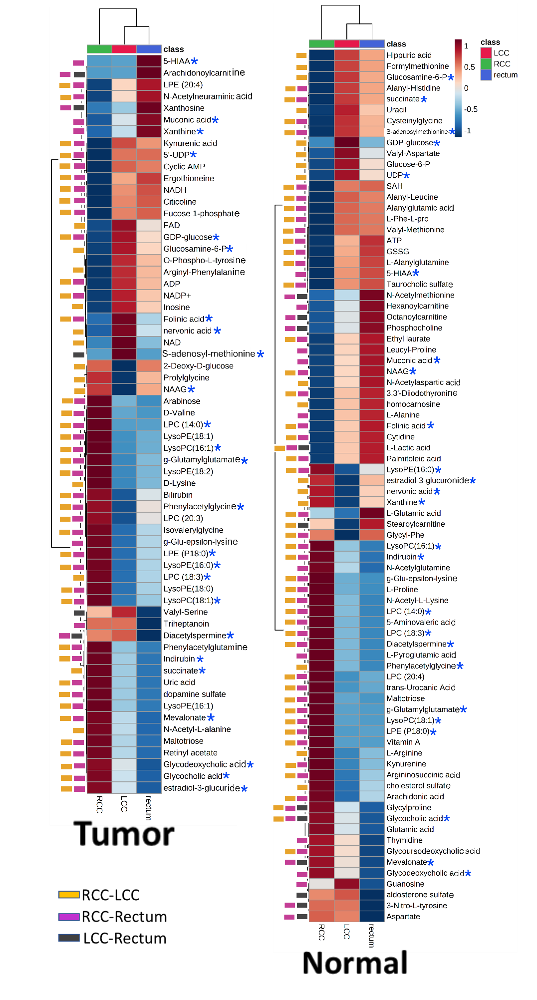 class
5-HIAA*
Arachidonoylcarnitine
LPE (20:4)
N-Acetylneuraminic acid
Xanthosine
Muconic acid*
Xanthine*
Kynurenic acid
5'-UDP*
Cyclic AMP
Ergothioneine
NADH
Citicoline
Fucose 1-phosphate
FAD
GDP-glucose*
Glucosamine-6-P*
O-Phospho-L-tyrosine
Arginyl-Phenylalanine
ADP
NADP+
Inosine
Folinic acid*
nervonic acid*
NAD
S-adenosyl-methionine*
2-Deoxy-D-glucose
Prolylglycine
NAAG*
Arabinose
D-Valine
LPC (14:0)*
LysoPE(18:1)
LysoPC(16:1)*
g-Glutamylglutamate*
LysoPE(18:2)
D-Lysine
Bilirubin
Phenylacetylglycine*
LPC (20:3)
Isovalerylglycine
g-Glu-epsilon-lysine
LPE (P18:0)*
LysoPE(16:0)*
LPC (18:3)*
LysoPE(18:0)
LysoPC(18:1)*
Valyl-Serine
Triheptanoin
Diacetylspermine*
Phenylacetylglutamine
Indirubin*
succinate*
Uric acid
dopamine sulfate
LysoPE(16:1)
Mevalonate*
N-Acetyl-L-alanine
Maltotriose
Retinyl acetate
Glycodeoxycholic acid*
Glycocholic acid*
estradiol-3-glucuride*
RCC
LCC
rectum
Tumor
RCC-LCC
RCC-Rectum
LCC-Rectum
class
Hippuric acid
Formylmethionine
Glucosamine-6-P*
Alanyl-Histidine
succinate*
Uracil
Cysteinylglycine
S-adenosylmethionine-*
GDP-glucose*
Valyl-Aspartate
Glucose-6-P
UDP*
SAH
Alanyl-Leucine
Alanylglutamic acid
L-Phe-L-pro
Valyl-Methionine
ATP
GSSG
L-Alanylglutamine
5-HIAA*
Taurocholic sulfate
N-Acetylmethionine
Hexanoylcarnitine
Octanoylcarnitine
Phosphocholine
Ethyl laurate
Leucyl-Proline
Muconic acid*
NAAG*
N-Acetylaspartic acid
3,3'-Diiodothyronine
homocarnosine
L-Alanine
Folinic acid*
Cytidine
L-Lactic acid
Palmitoleic acid
LysoPE(16:0)*
estradiol-3-glucuronide*
nervonic acid*
Xanthine*
L-Glutamic acid
Stearoylcarnitine
Glycyl-Phe
LysoPC(16:1)*
Indirubin*
N-Acetylglutamine
g-Glu-epsilon-lysine
L-Proline
N-Acetyl-L-Lysine
LPC (14:0)*
5-Aminovaleric acid
LPC (18:3)*
Diacetylspermine*
L-Pyroglutamic acid
Phenylacetylglycine*
LPC (20:4)
trans-Urocanic Acid
Maltotriose
g-Glutamylglutamate*
LysoPC(18:1)*
LPE (P18:0)*
Vitamin A
L-Arginine
Kynurenine
Argininosuccinic acid
cholesterol sulfate
Arachidonic acid
Glycylproline
Glycocholic acid*
Glutamic acid
Thymidine
Glycoursodeoxycholic acid
Mevalonate*
Glycodeoxycholic acid*
Guanosine
aldosterone sulfate
3-Nitro-L-tyrosine
Aspartate
RCC
LCC
rectum
Normal
1
0.5
0
-0.5
-1
class
LCC
RCC
rectum